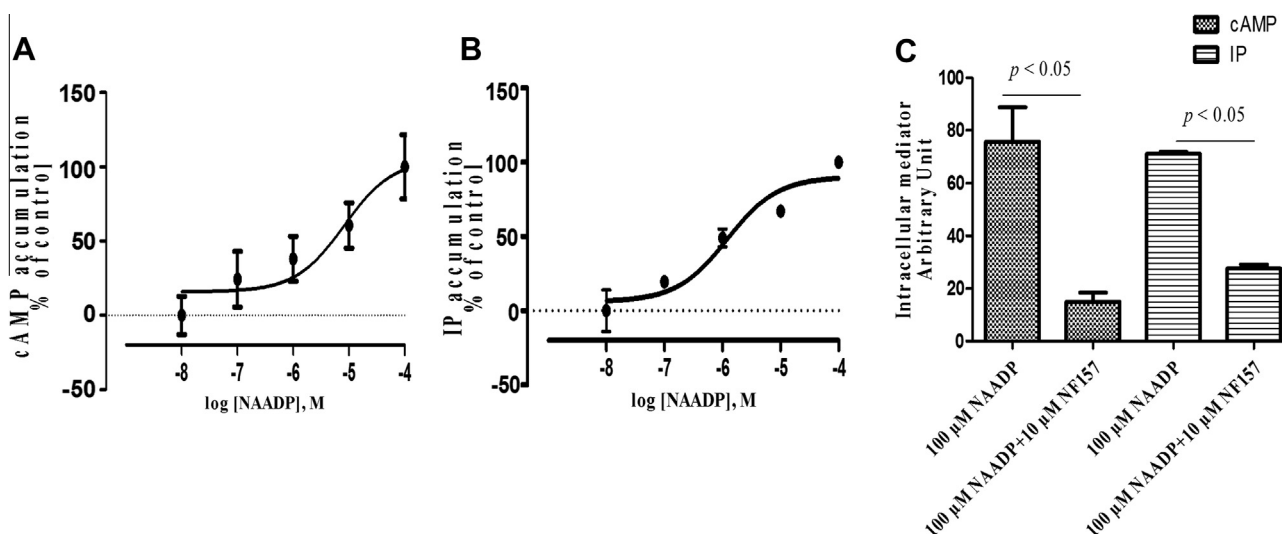 A
cAMP accumulation
% of control]
150
100
50
0
-50
-8
-7
-6
-5
-4
log [NAADP], M
B
IP accumulation
% of control]
150
100
50
0
-50
-8
-7
-6
-5
-4
log [NAADP], M
C
cAMP
IP
Intracellular mediator
Arbitrary Unit
100
80
60
40
20
0
p < 0.05
p < 0.05
100 µM NAADP
100 µM NAADP+10 µM NF157
100 µM NAADP
100 µM NAADP+10 µM NF157